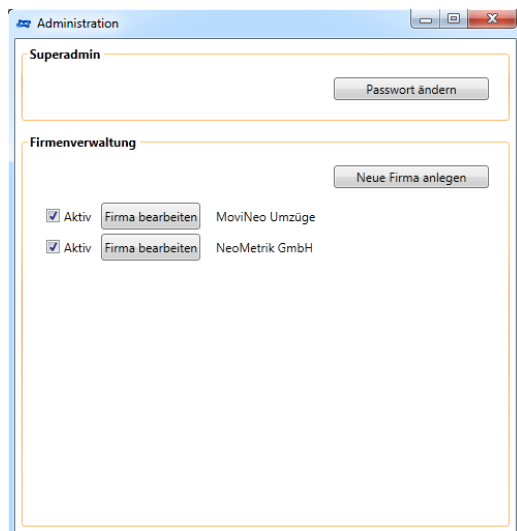 Administration
Superadmin
Passwort ändern
Firmenverwaltung
Neue Firma anlegen
Aktiv Firma bearbeiten MoviNeo Umzüge
Aktiv Firma bearbeiten NeoMetrik GmbH